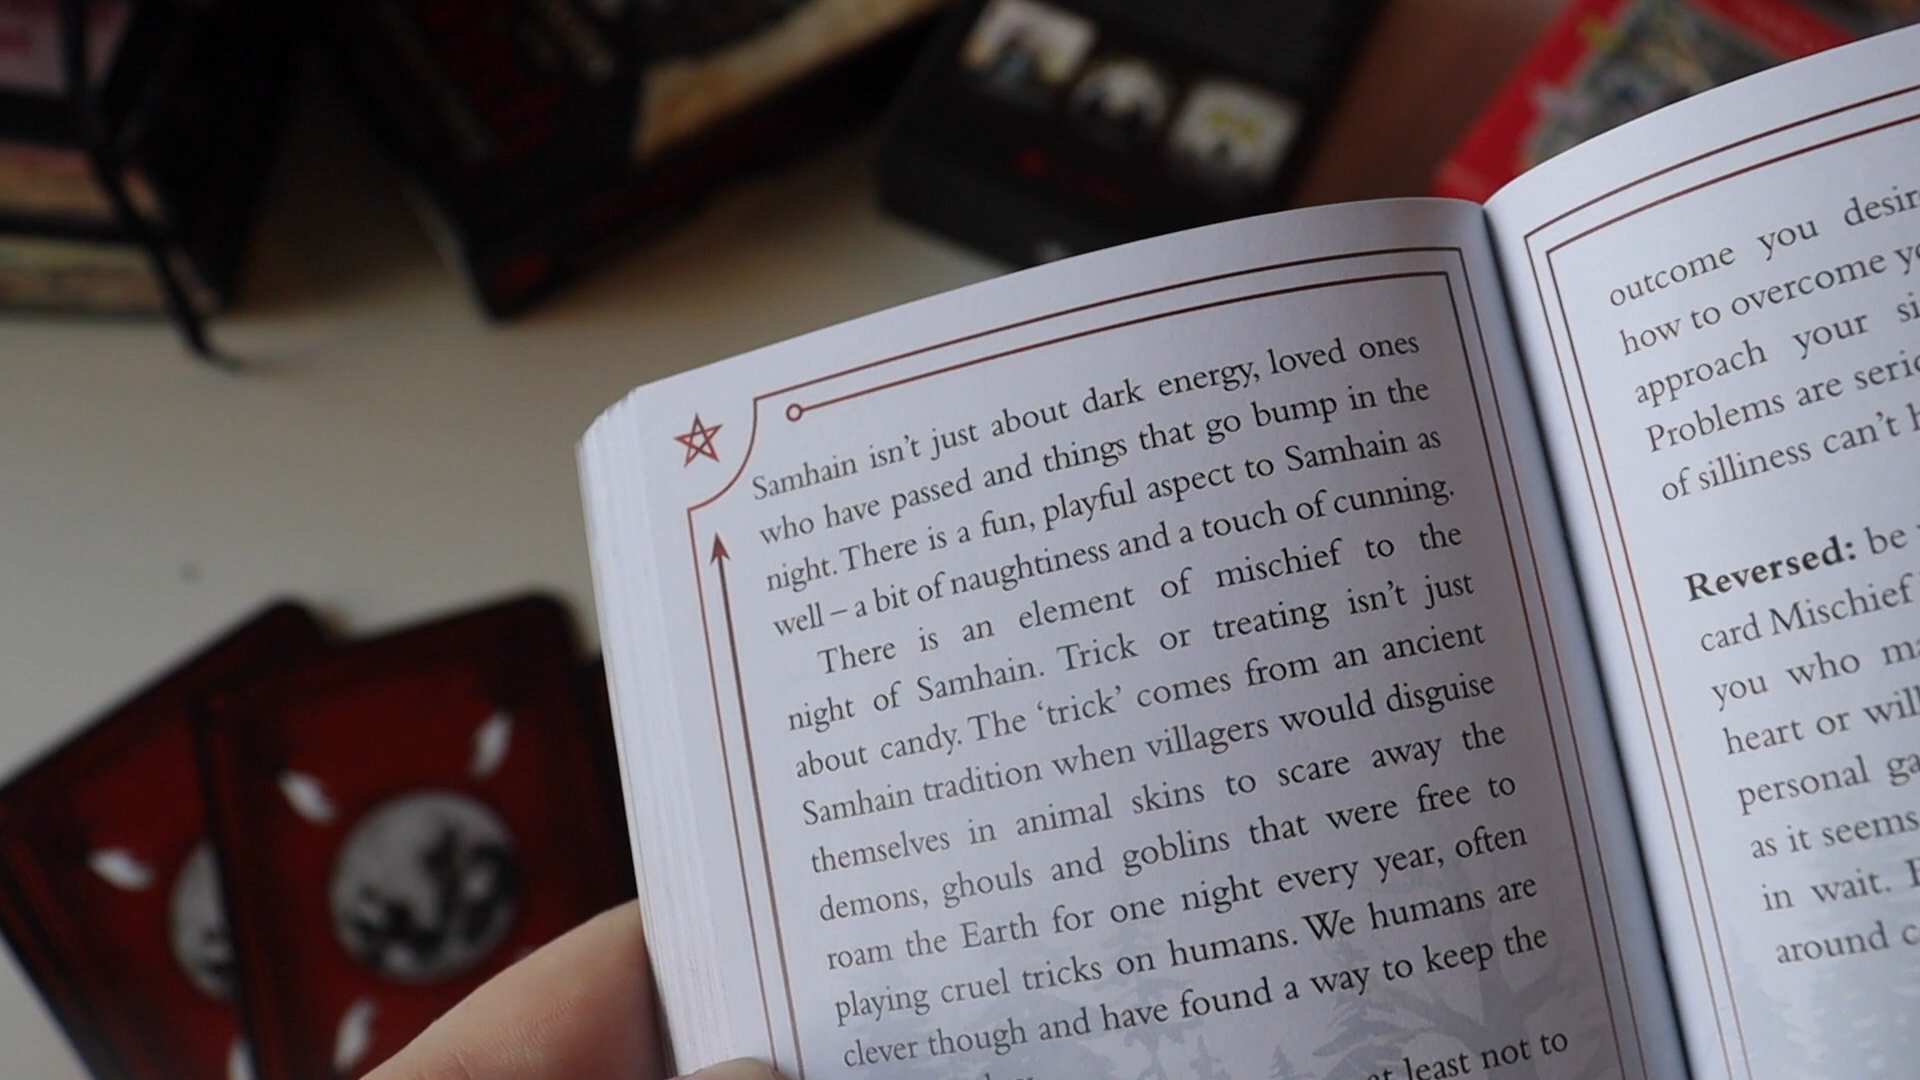 Samhain isn't just about dark energy, loved ones
who have passed and things that go bump in the
night. There is a fun, playful aspect to Samhain as
well – a bit of naughtiness and a touch of cunning.
There is an element of mischief to the
night of Samhain. Trick or treating isn't just
about candy. The ‘trick’ comes from an ancient
Samhain tradition when villagers would disguise
themselves in animal skins to scare away the
demons, ghouls and goblins that were free to
roam the Earth for one night every year, often
playing cruel tricks on humans. We humans are
clever though and have found a way to keep the
least not to
outcome you
how to overcome
approach your
Problems are
of silliness can't
Reversed: be
card Mischief
you who
heart or
personal
as it seems
in wait.
around